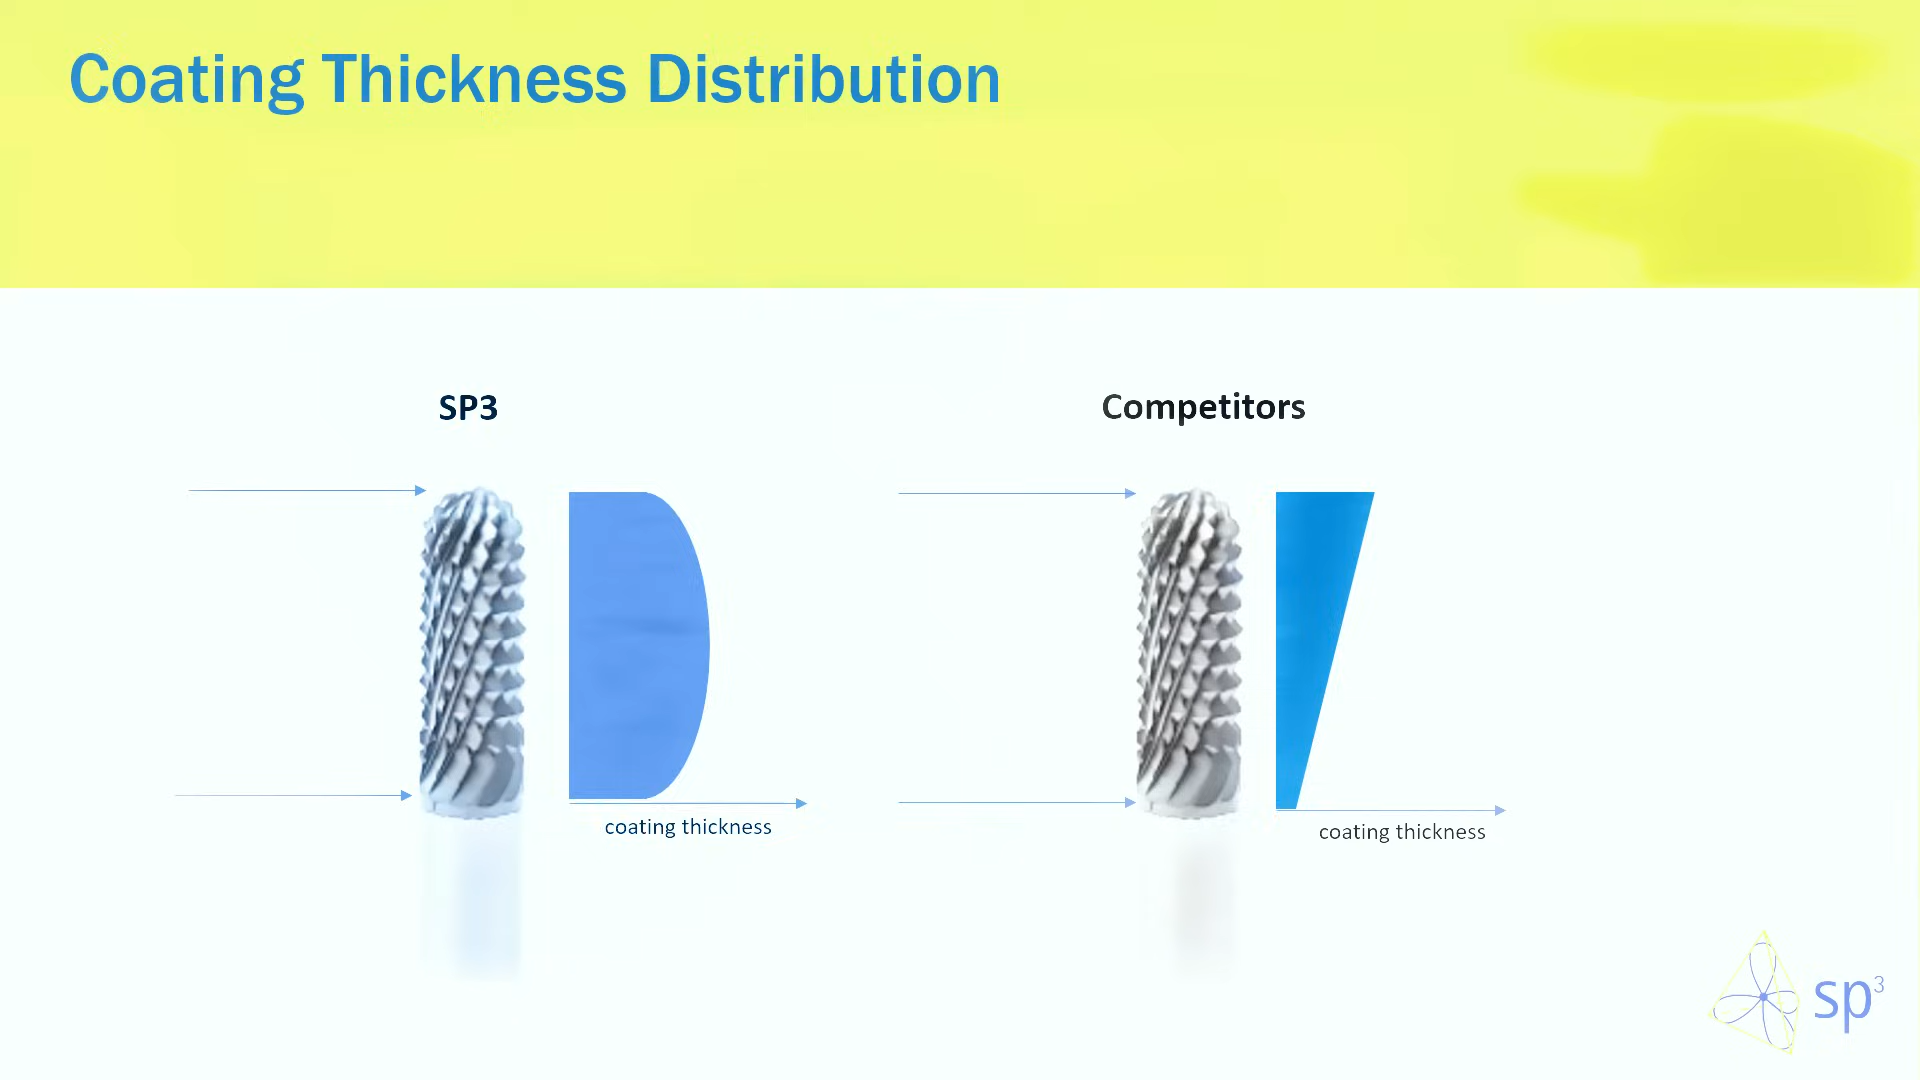 Coating Thickness Distribution
SP3
Competitors
coating thickness
coating thickness
sp³